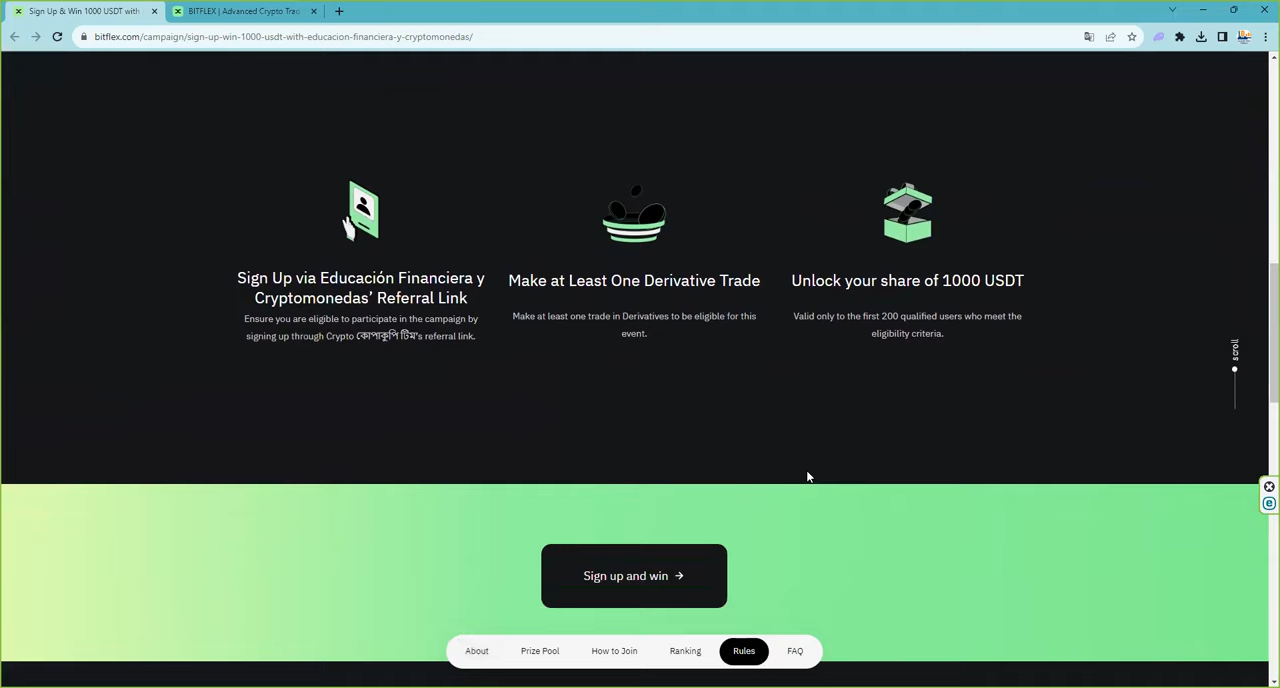 Sign Up & Win 1000 USDT with
BITFLEX | Advanced Crypto Trac
bitflex.com/campaign/sign-up-win-1000-usdt-with-educacion-financiera-y-cryptomonedas/
Sign Up via Educación Financiera y
Cryptomonedas’ Referral Link
Ensure you are eligible to participate in the campaign by
signing up through Crypto কোপাকুপি টিম's referral link.
Make at Least One Derivative Trade
Make at least one trade in Derivatives to be eligible for this
event.
Unlock your share of 1000 USDT
Valid only to the first 200 qualified users who meet the
eligibility criteria.
scroll
Sign up and win →
About
Prize Pool
How to Join
Ranking
Rules
FAQ